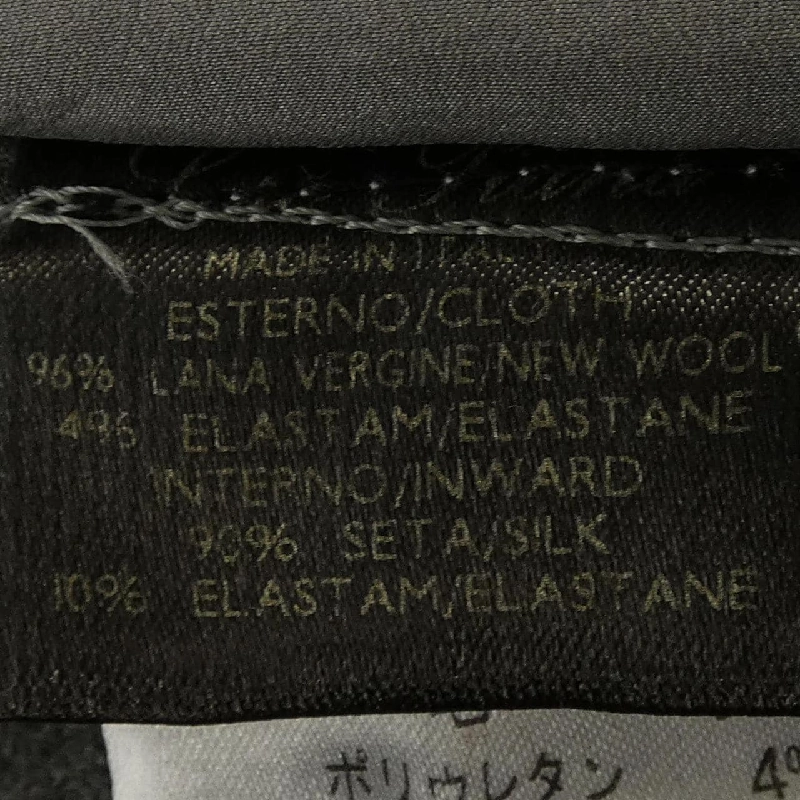 MADE IN ITALY
ESTERNO/CLOTH
96% LANA VERGINE/NEW WOOL
4% ELASTAM/ELASTANE
INTERNO/INWARD
90% SETA/SILK
10% ELASTAM/ELASTANE
ポリウレタン 4%